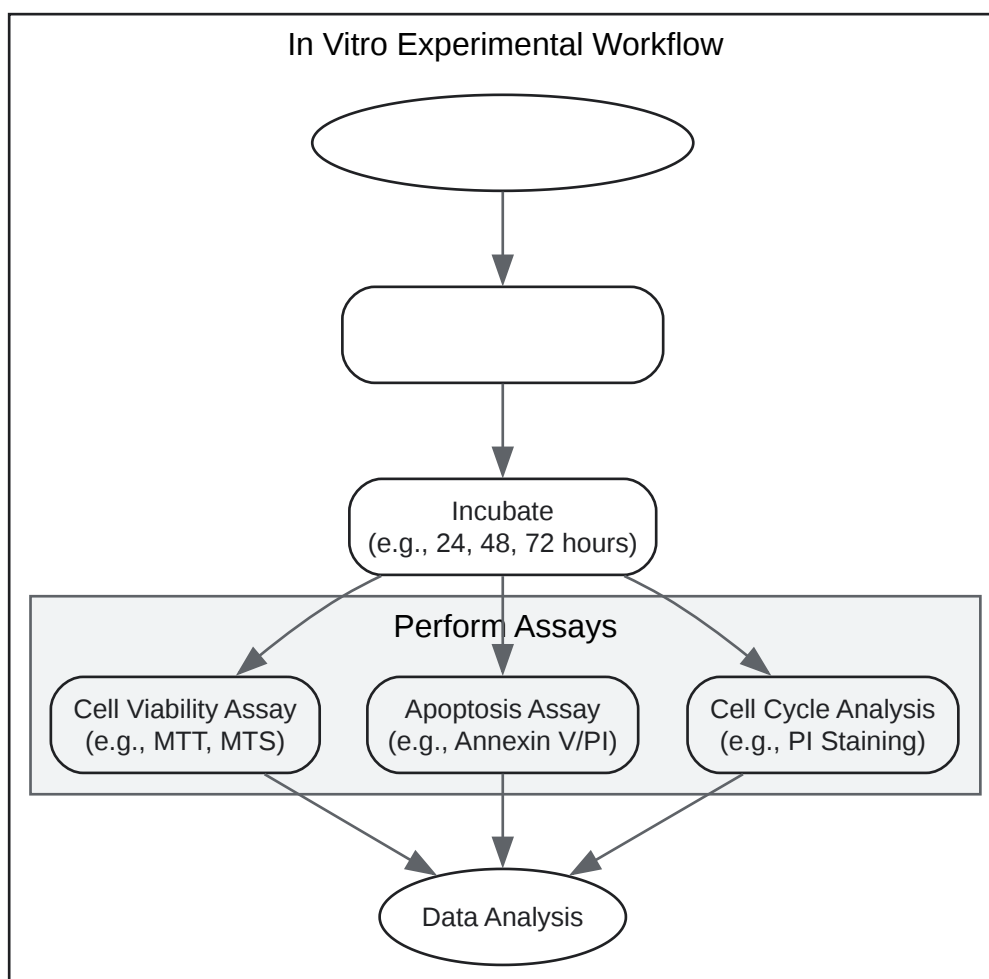 In Vitro Experimental Workflow
Incubate
(e.g., 24, 48, 72 hours)
Perform Assays
Cell Viability Assay
(e.g., MTT, MTS)
Apoptosis Assay
(e.g., Annexin V/PI)
Cell Cycle Analysis
(e.g., PI Staining)
Data Analysis